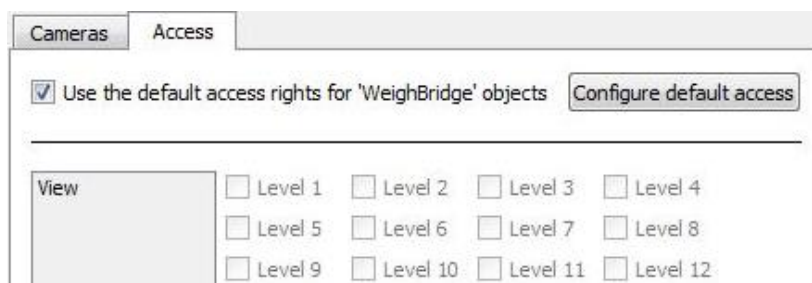 Cameras Access
Use the default access rights for 'WeighBridge' objects Configure default access
View Level 1 Level 2 Level 3 Level 4
Level 5 Level 6 Level 7 Level 8
Level 9 Level 10 Level 11 Level 12